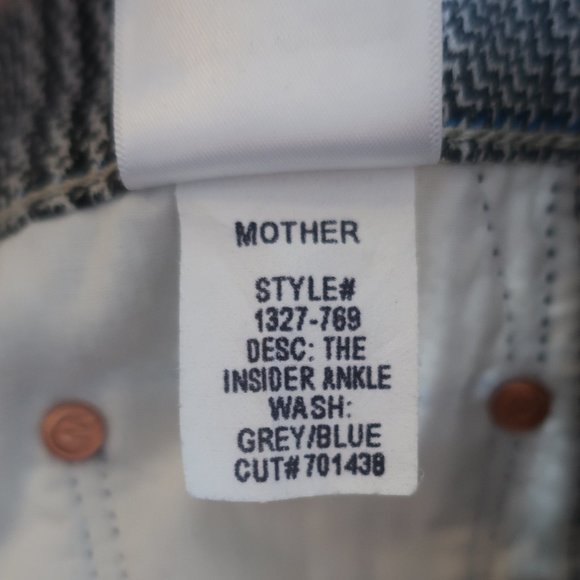 MOTHER
STYLE#
1327-769
DESC: THE
INSIDER ANKLE
WASH:
GREY/BLUE
CUT# 701438